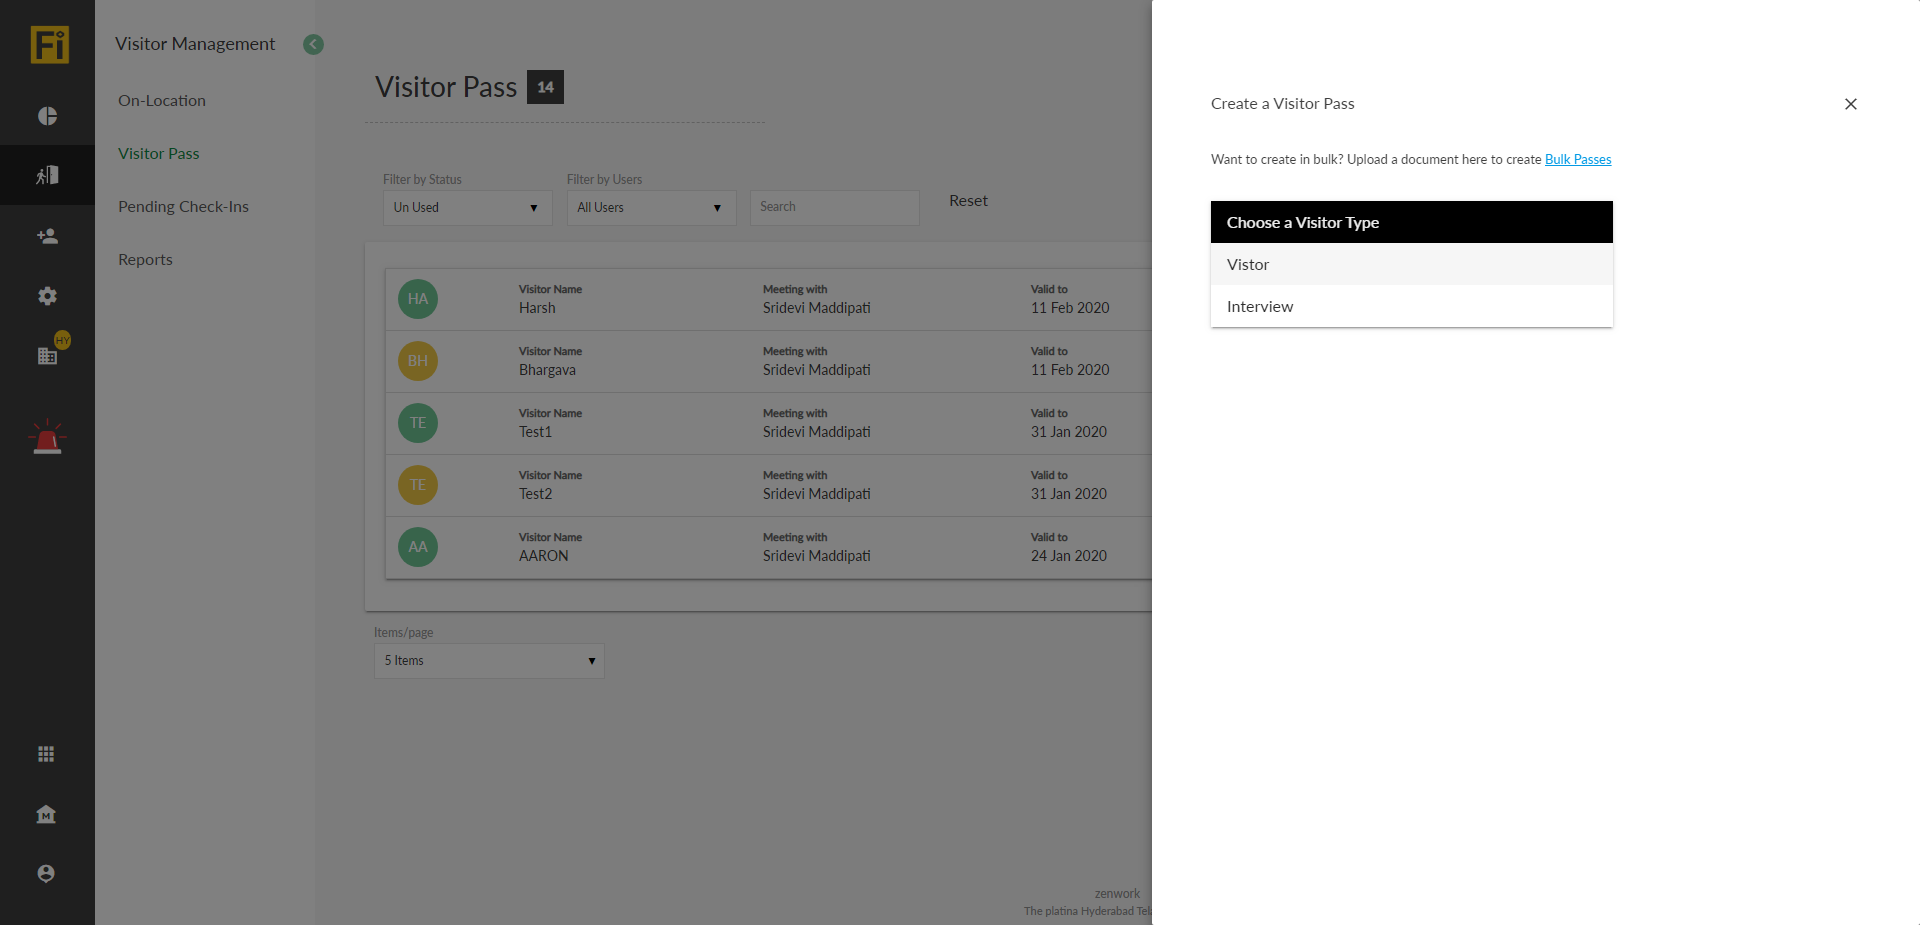 Fi
Visitor Management
On-Location
Visitor Pass
Pending Check-Ins
Reports
HY
Visitor Pass 14
Filter by Status
Un Used
Filter by Users
All Users
Search
Reset
HA
Visitor Name
Harsh
Meeting with
Sridevi Maddipati
Valid to
11 Feb 2020
BH
Visitor Name
Bhargava
Meeting with
Sridevi Maddipati
Valid to
11 Feb 2020
TE
Visitor Name
Test1
Meeting with
Sridevi Maddipati
Valid to
31 Jan 2020
TE
Visitor Name
Test2
Meeting with
Sridevi Maddipati
Valid to
31 Jan 2020
AA
Visitor Name
AARON
Meeting with
Sridevi Maddipati
Valid to
24 Jan 2020
Items/page
5 Items
zenwork
The platina Hyderabad
Create a Visitor Pass
Want to create in bulk? Upload a document here to create Bulk Passes
Choose a Visitor Type
Vistor
Interview